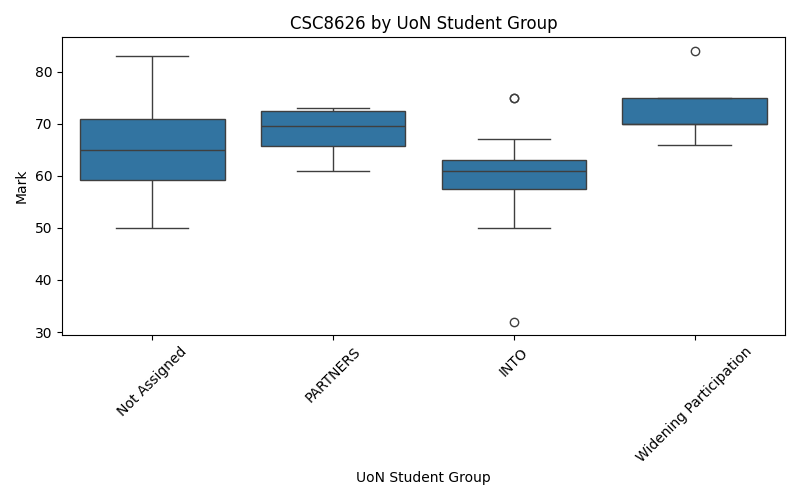 CSC8626 by UoN Student Group
Mark
80
70
60
50
40
30
Not Assigned
PARTNERS
INTO
Widening Participation
UoN Student Group